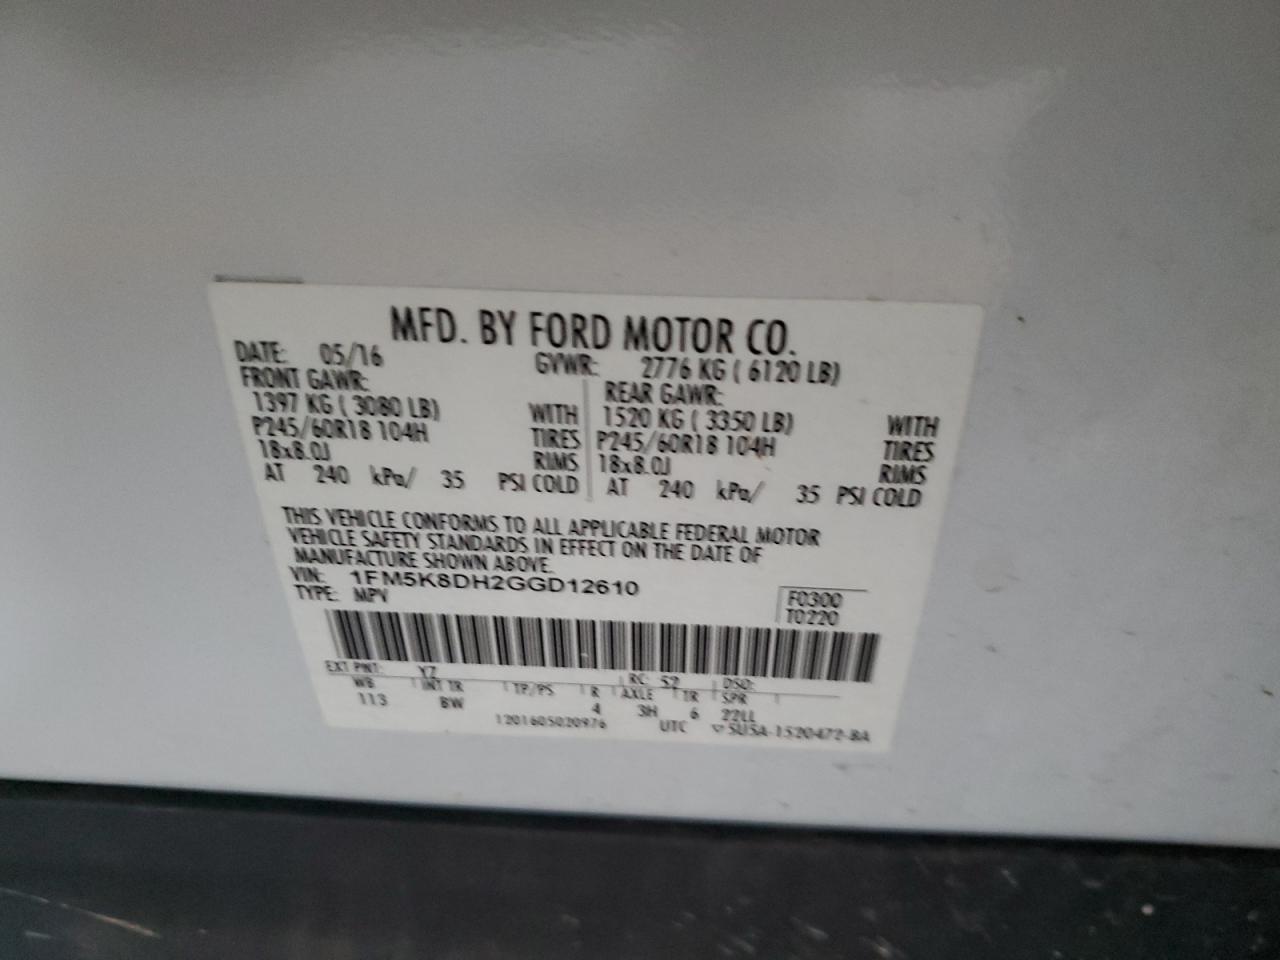 MFD. BY FORD MOTOR CO.
DATE: 05/16 GVWR: 2776 KG ( 6120 LB)
FRONT GAWR: REAR GAWR:
1397 KG ( 3080 LB) WITH 1520 KG ( 3350 LB) WITH
P245/60R18 104H TIRES P245/60R18 104H TIRES
18x8.0J RIMS 18x8.0J RIMS
AT 240 kPa/ 35 PSI COLD AT 240 kPa/ 35 PSI COLD
THIS VEHICLE CONFORMS TO ALL APPLICABLE FEDERAL MOTOR
VEHICLE SAFETY STANDARDS IN EFFECT ON THE DATE OF
MANUFACTURE SHOWN ABOVE.
VIN: 1FM5K8DH2GGD12610 F0300
TYPE: MPV T0220
EXT PNT: YZ RC: 52 DSO:
WB INT TR TP/PS R AXLE TR SPR
113 BW 4 3H 6 22LL
1201605020976 UTC ▽5U5A-1520472-BA